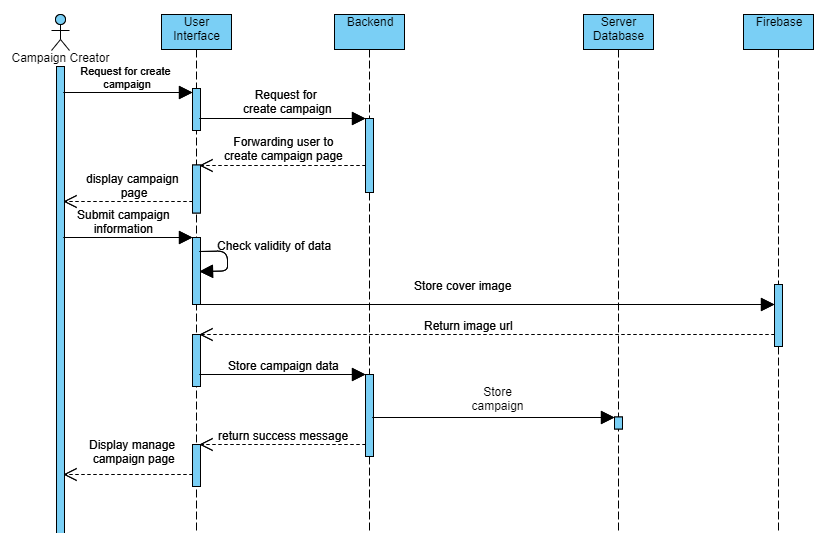 User
Interface
Backend
Server
Database
Firebase
Campaign Creator
Request for create
campaign
Request for
create campaign
Forwarding user to
create campaign page
display campaign
page
Submit campaign
information
Check validity of data
Store cover image
Return image url
Store campaign data
Store
campaign
return success message
Display manage
campaign page